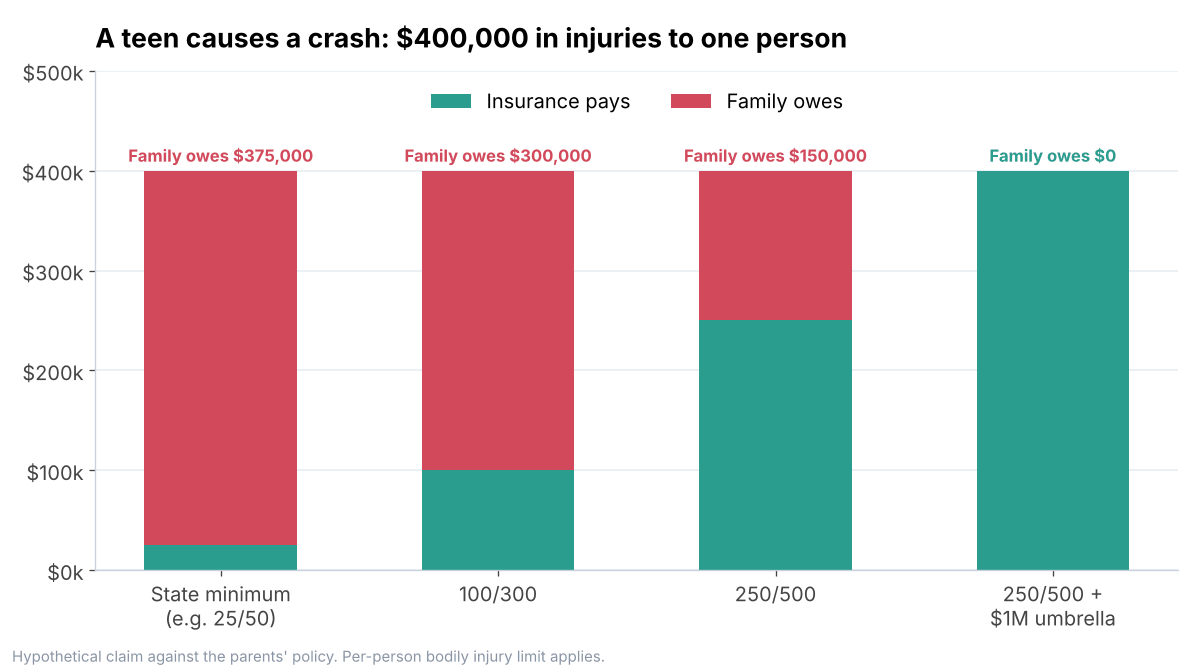 A teen causes a crash: $400,000 in injuries to one person
$500k
Insurance pays
Family owes
Family owes $375,000
Family owes $300,000
Family owes $150,000
Family owes $0
$400k
$300k
$200k
$100k
$0k
State minimum
(e.g. 25/50)
100/300
250/500
250/500 +
$1M umbrella
Hypothetical claim against the parents' policy. Per-person bodily injury limit applies.